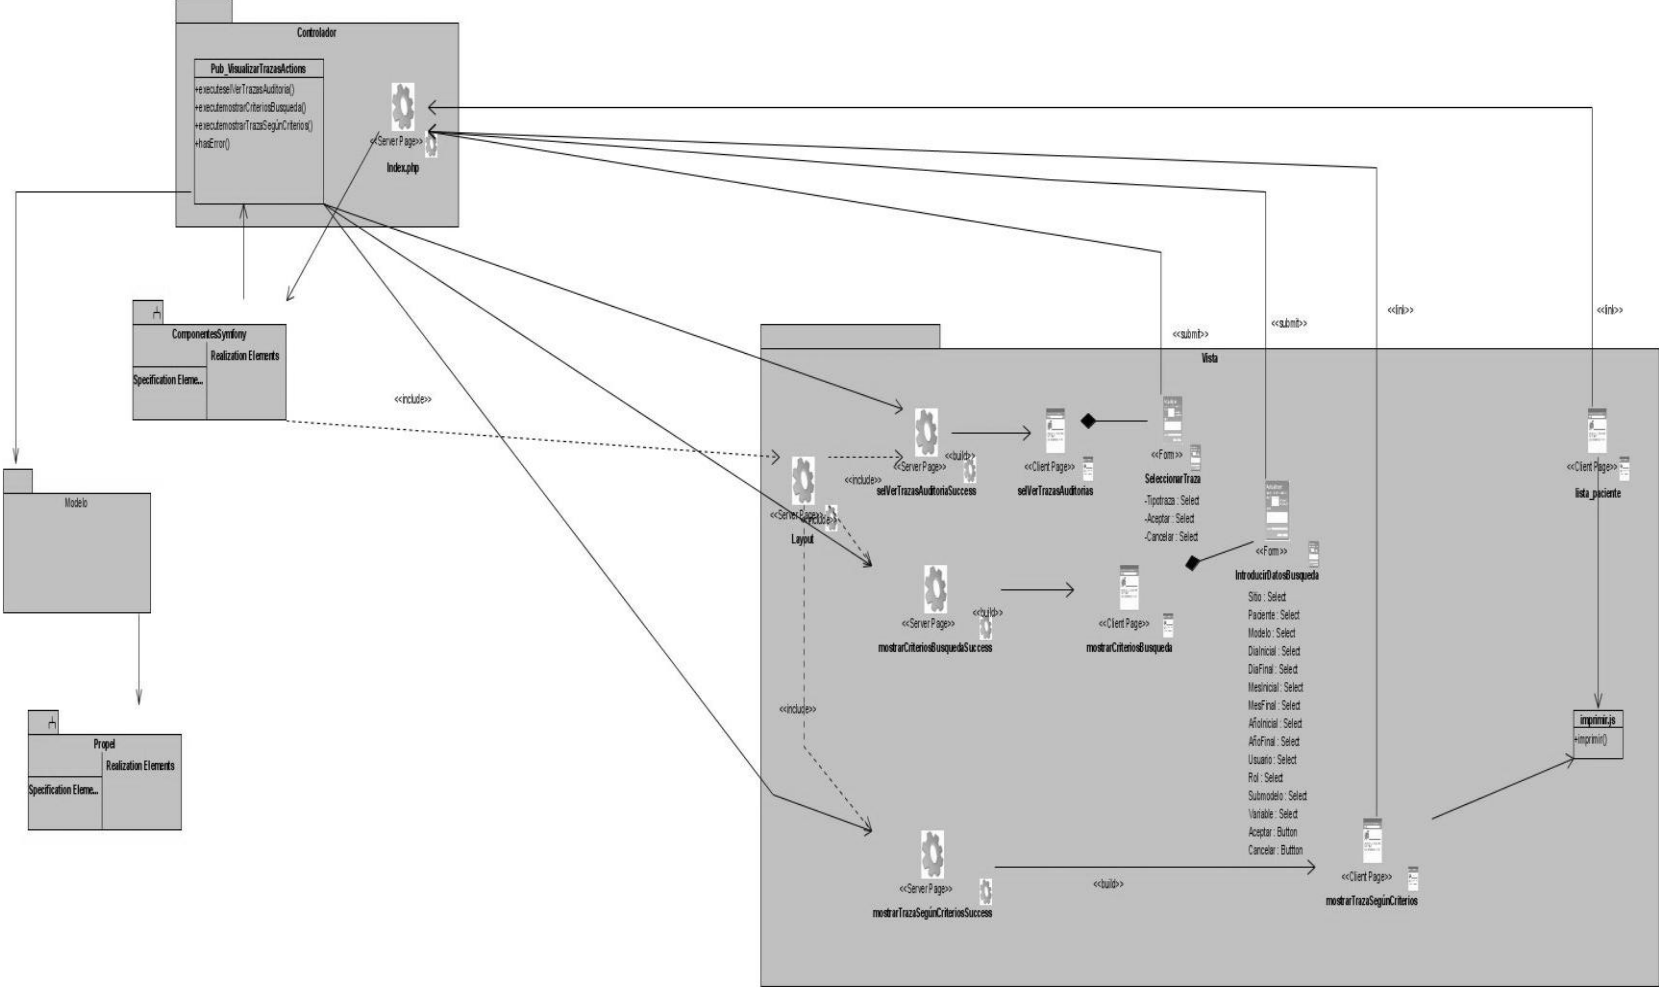 Controlador
Pub_VisualizarTrazasActions
+executeselVerTrazasAuditoria()
+executemostrarCriteriosBusqueda()
+executemostrarTrazaSegúnCriterios()
+hasError()
<<Server Page>>
Index.php
ComponentesSymfony
Realization Elements
Specification Eleme...
<<include>>
Modelo
Propel
Realization Elements
Specification Eleme...
<<submit>>
<<submit>>
<<link>>
<<link>>
Vista
<<Server Page>>
selVerTrazasAuditoriaSuccess
<<build>>
<<Client Page>>
selVerTrazasAuditorias
<<Form>>
SeleccionarTraza
-Tipotraza : Select
-Aceptar : Select
-Cancelar : Select
<<Client Page>>
lista_paciente
<<include>>
<<Server Page>>
<<include>>
Layout
<<Form>>
IntroducirDatosBusqueda
Sitio : Select
Paciente : Select
Modelo : Select
DiaInicial : Select
DiaFinal : Select
MesInicial : Select
MesFinal : Select
AñoInicial : Select
AñoFinal : Select
Usuario : Select
Rol : Select
Submodelo : Select
Variable : Select
Aceptar : Button
Cancelar : Buttton
<<Server Page>>
mostrarCriteriosBusquedaSuccess
<<build>>
<<Client Page>>
mostrarCriteriosBusqueda
<<include>>
imprimir.js
+imprimir()
<<Server Page>>
mostrarTrazaSegúnCriteriosSuccess
<<build>>
<<Client Page>>
mostrarTrazaSegúnCriterios